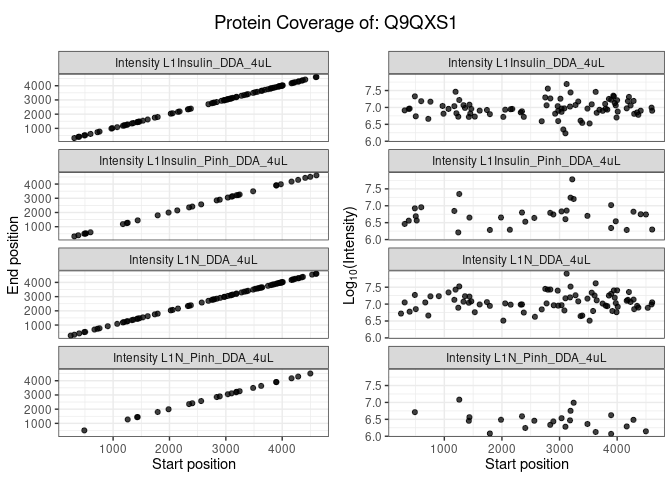 Protein Coverage of: Q9QXS1
Intensity L1Insulin_DDA_4uL
4000
3000
2000
1000
Intensity L1Insulin_Pinh_DDA_4uL
4000
3000
2000
1000
Intensity L1N_DDA_4uL
4000
3000
2000
1000
Intensity L1N_Pinh_DDA_4uL
4000
3000
2000
1000
1000 2000 3000 4000
Start position
End position
Intensity L1Insulin_DDA_4uL
7.5
7.0
6.5
6.0
Intensity L1Insulin_Pinh_DDA_4uL
7.5
7.0
6.5
6.0
Intensity L1N_DDA_4uL
7.5
7.0
6.5
6.0
Intensity L1N_Pinh_DDA_4uL
7.5
7.0
6.5
6.0
1000 2000 3000 4000
Start position
Log₁₀(Intensity)